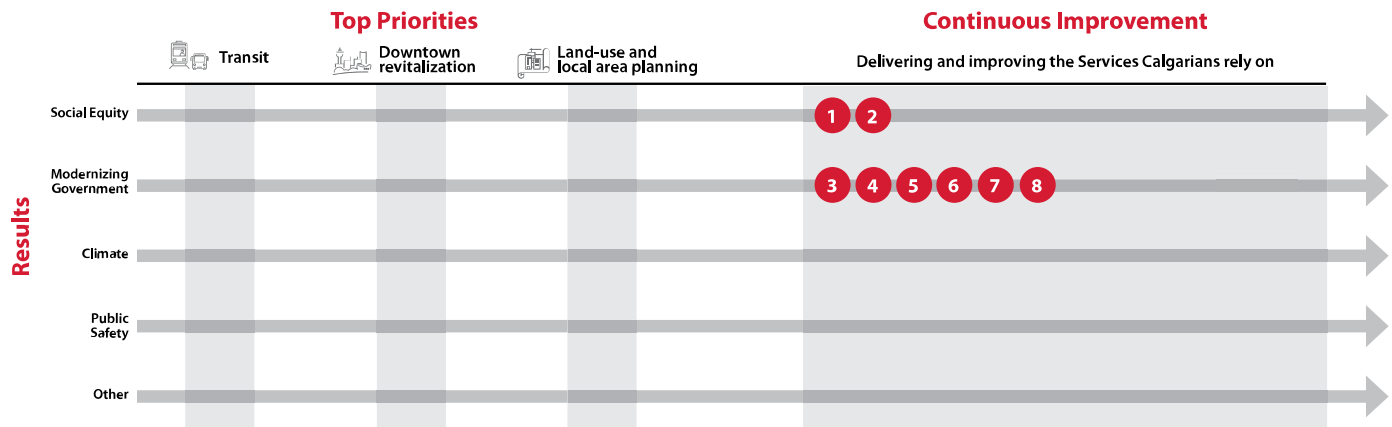 Top Priorities
Continuous Improvement
Transit
Downtown
revitalization
Land-use and
local area planning
Delivering and improving the Services Calgarians rely on
Results
Social Equity
1 2
Modernizing
Government
3 4 5 6 7 8
Climate
Public
Safety
Other